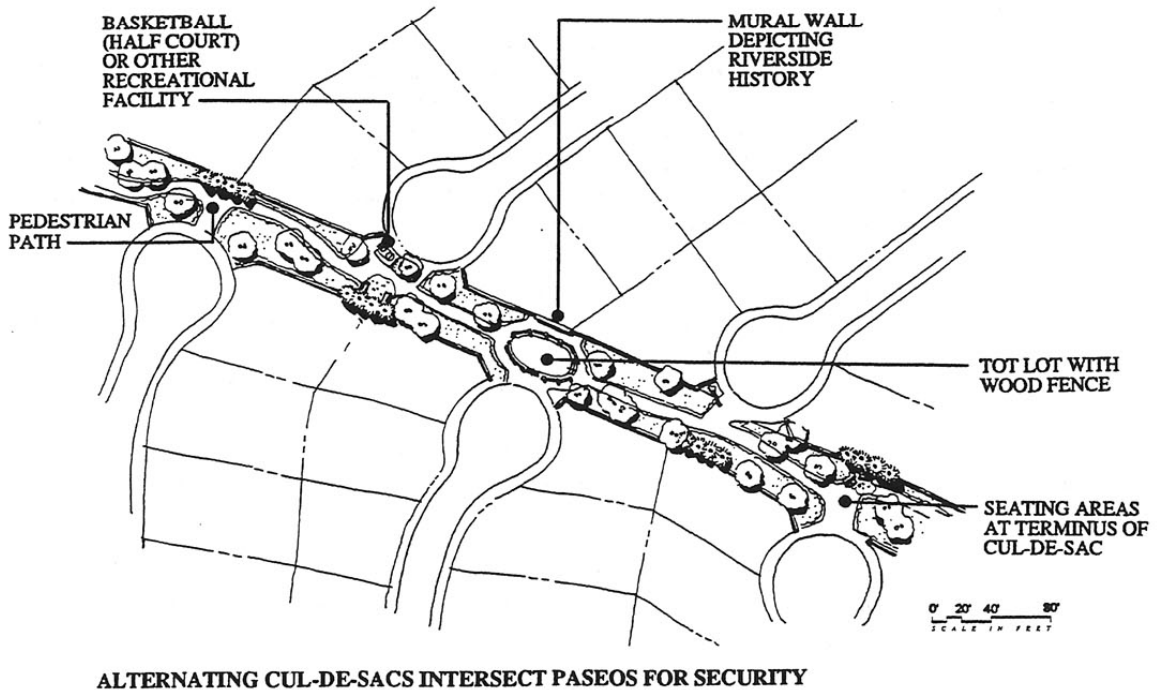 BASKETBALL
(HALF COURT)
OR OTHER
RECREATIONAL
FACILITY
MURAL WALL
DEPICTING
RIVERSIDE
HISTORY
PEDESTRIAN
PATH
TOT LOT WITH
WOOD FENCE
SEATING AREAS
AT TERMINUS OF
CUL-DE-SAC
0' 20' 40' 80'
SCALE IN FEET
ALTERNATING CUL-DE-SACS INTERSECT PASEOS FOR SECURITY